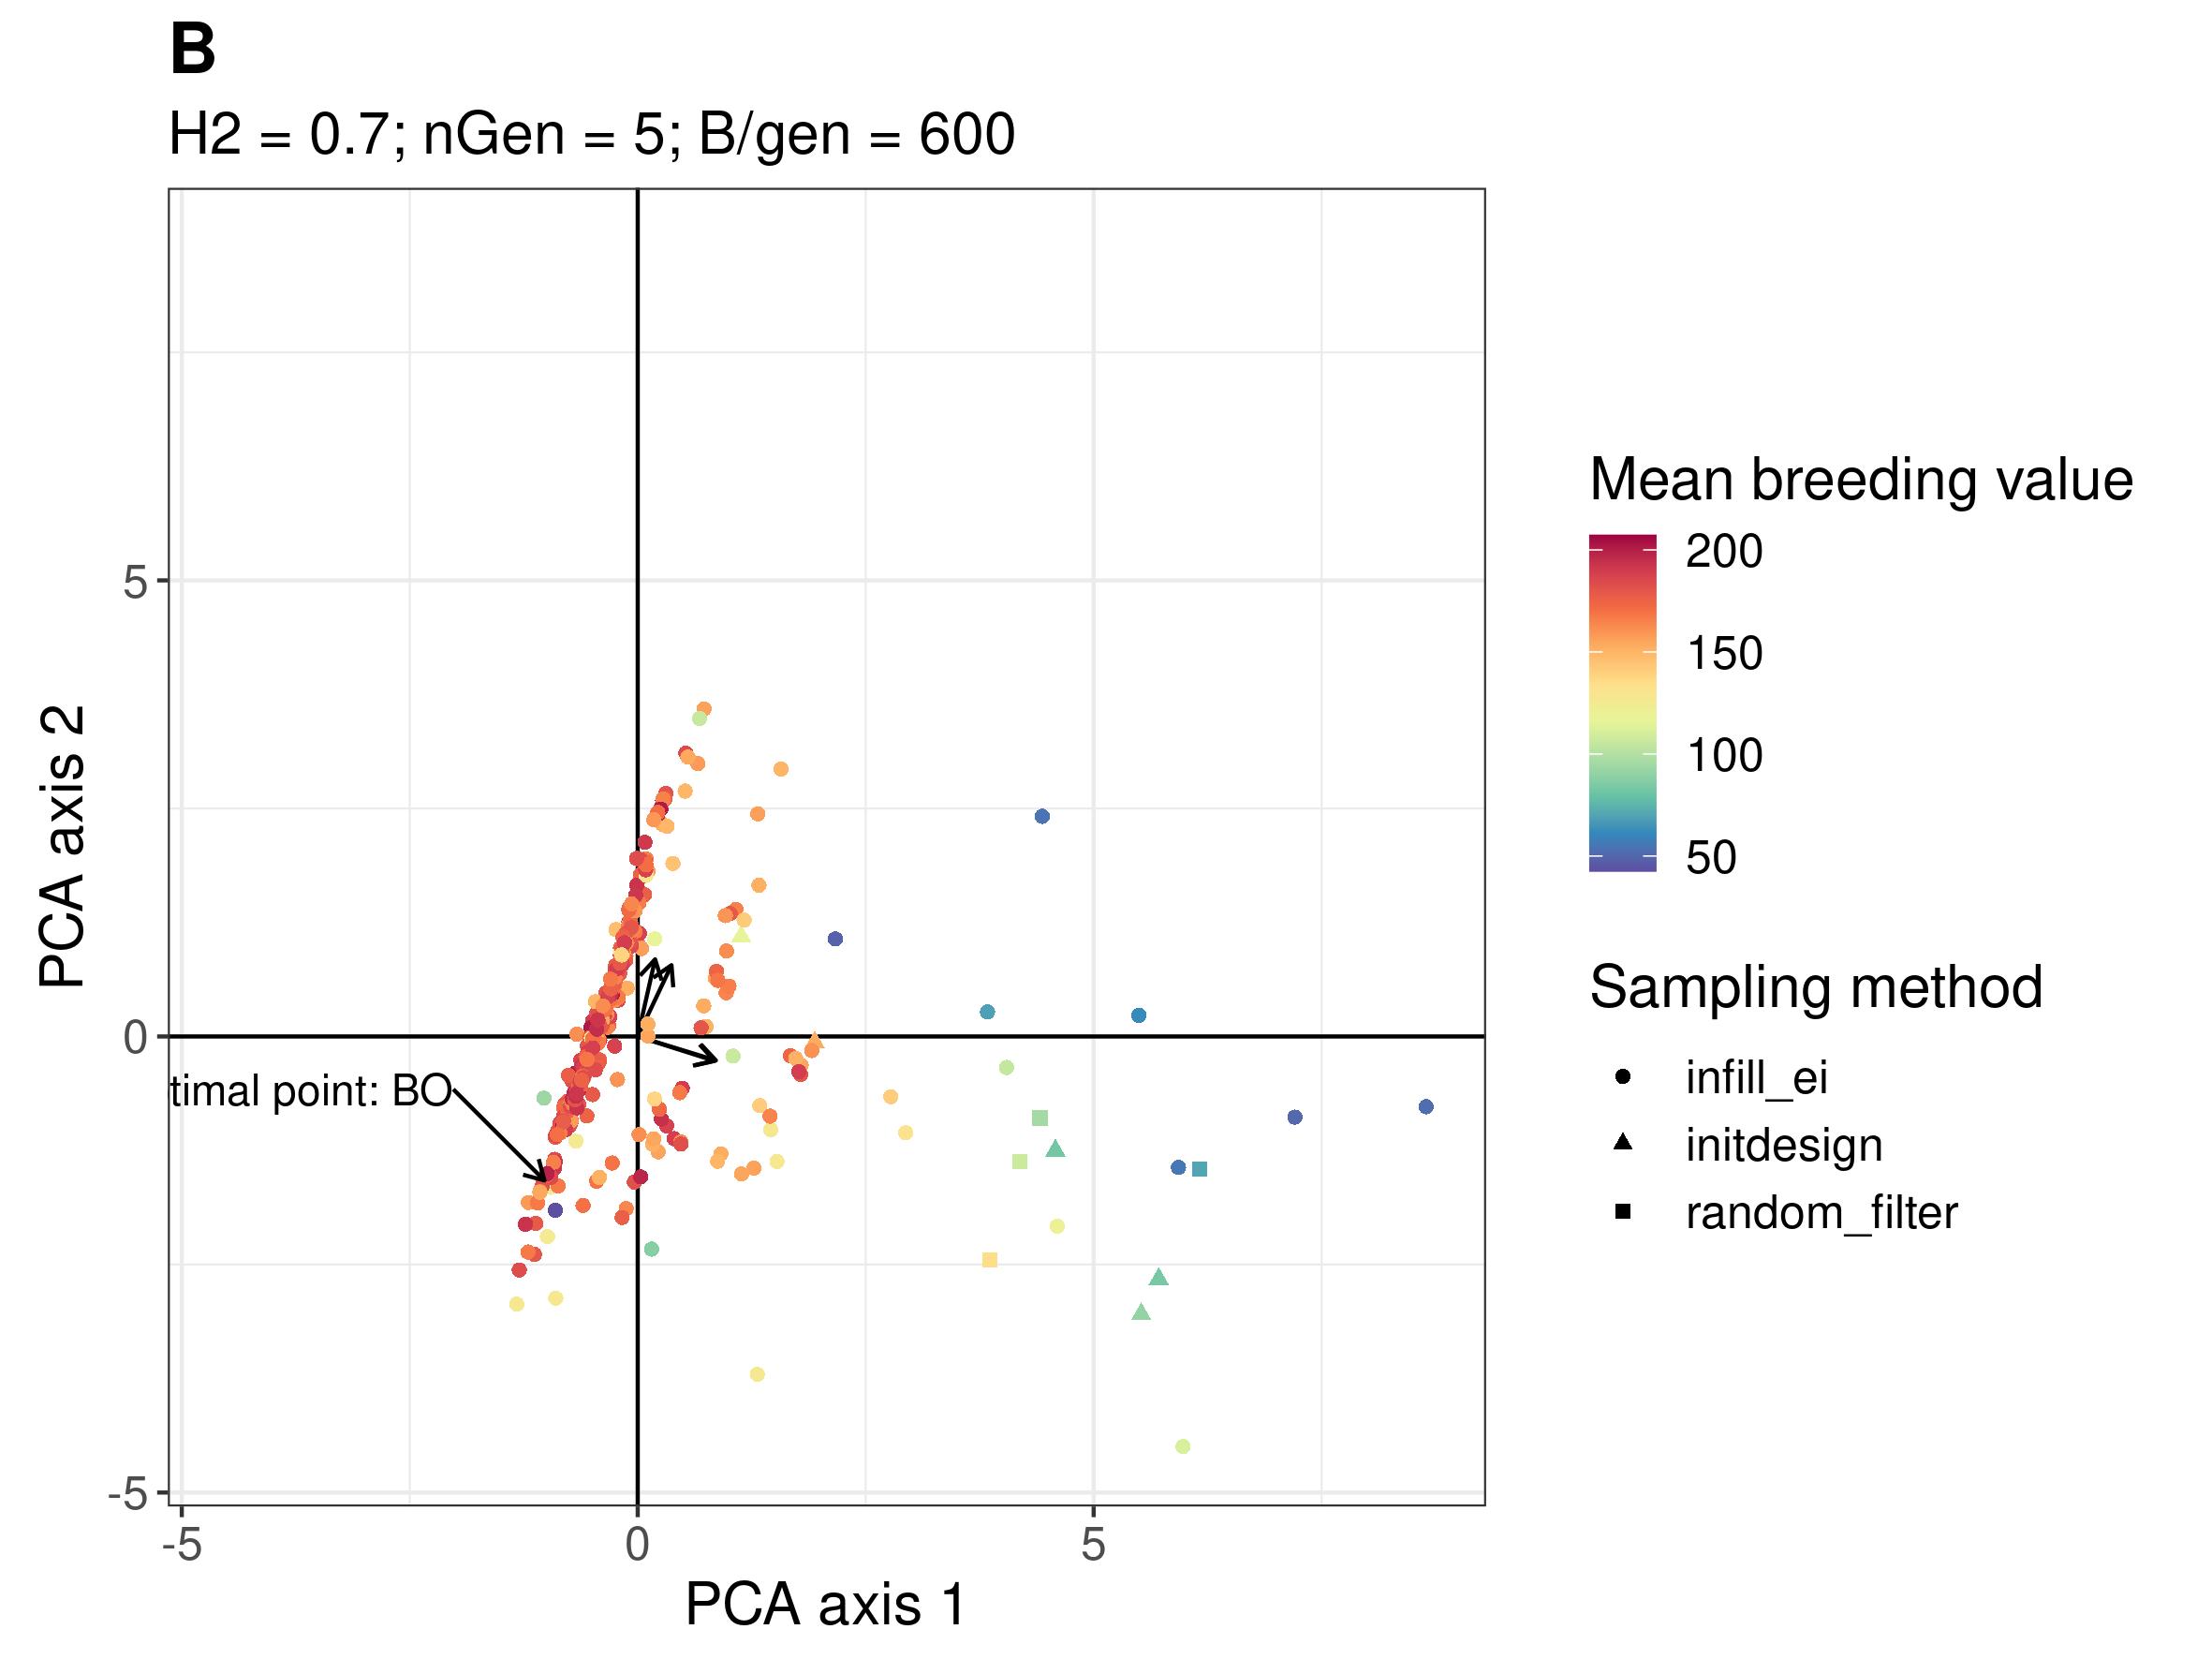 B
H2 = 0.7; nGen = 5; B/gen = 600
PCA axis 2
5
0
-5
timal point: BO
-5
0
5
PCA axis 1
Mean breeding value
200
150
100
50
Sampling method
infill_ei
initdesign
random_filter